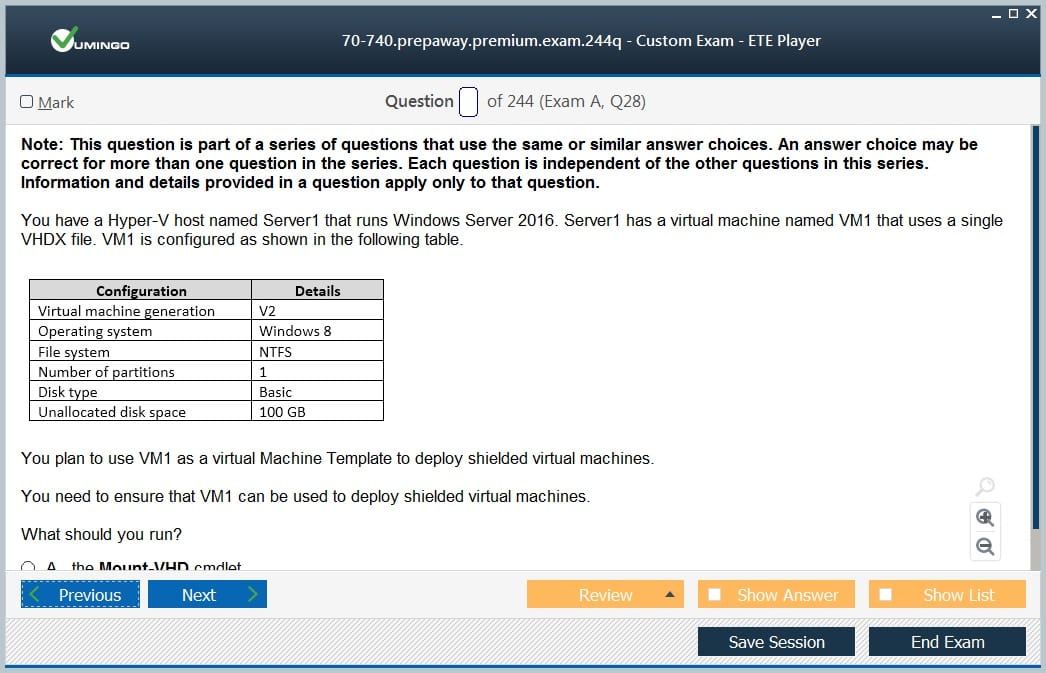 VUMINGO
70-740.prepaway.premium.exam.244q - Custom Exam - ETE Player
Mark
Question of 244 (Exam A, Q28)
Note: This question is part of a series of questions that use the same or similar answer choices. An answer choice may be
correct for more than one question in the series. Each question is independent of the other questions in this series.
Information and details provided in a question apply only to that question.
You have a Hyper-V host named Server1 that runs Windows Server 2016. Server1 has a virtual machine named VM1 that uses a single
VHDX file. VM1 is configured as shown in the following table.
Configuration Details
Virtual machine generation V2
Operating system Windows 8
File system NTFS
Number of partitions 1
Disk type Basic
Unallocated disk space 100 GB
You plan to use VM1 as a virtual Machine Template to deploy shielded virtual machines.
You need to ensure that VM1 can be used to deploy shielded virtual machines.
What should you run?
A. the Mount-VHD cmdlet
Previous Next Review Show Answer Show List
Save Session End Exam